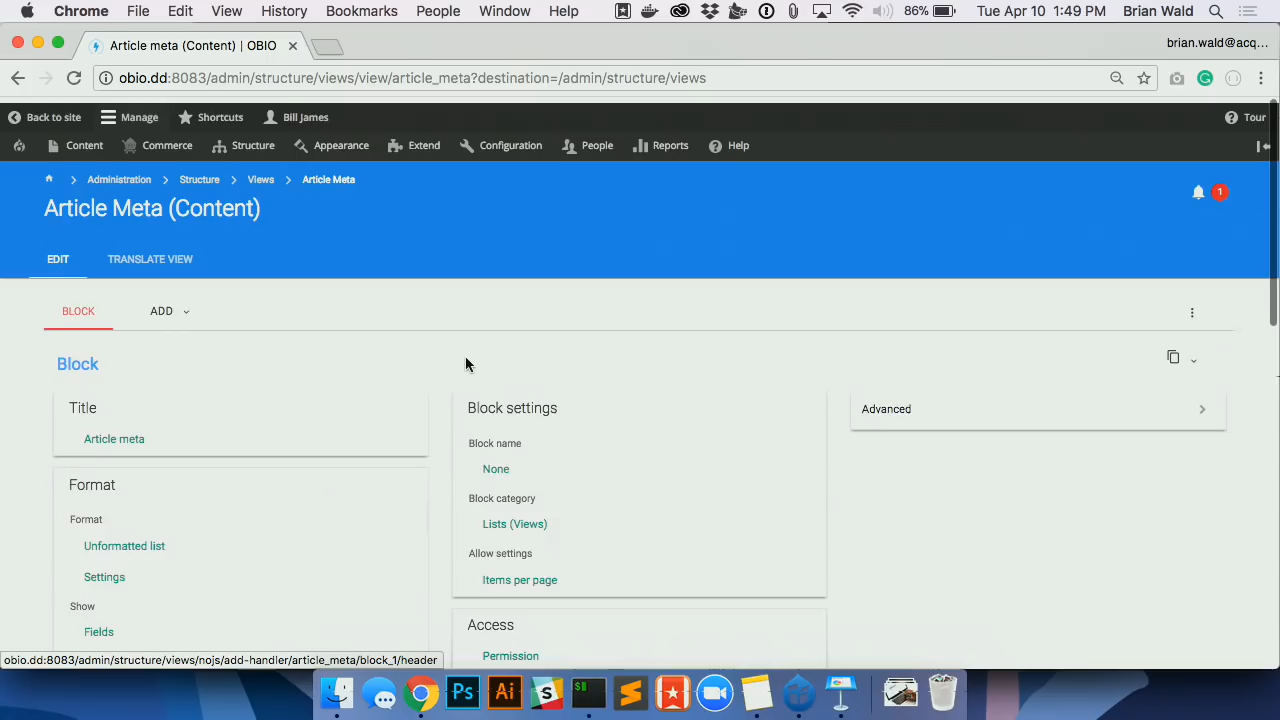 Chrome File Edit View History Bookmarks People Window Help 86% Tue Apr 10 1:49 PM Brian Wald
Article meta (Content) | OBIO brian.wald@acq...
obio.dd:8083/admin/structure/views/view/article_meta?destination=/admin/structure/views
Back to site Manage Shortcuts Bill James Tour
Content Commerce Structure Appearance Extend Configuration People Reports Help
Administration Structure Views Article Meta
Article Meta (Content)
1
EDIT TRANSLATE VIEW
BLOCK ADD
Block
Title
Article meta
Format
Format
Unformatted list
Settings
Show
Fields
Block settings
Block name
None
Block category
Lists (Views)
Allow settings
Items per page
Access
Permission
Advanced
obio.dd:8083/admin/structure/views/nojs/add-handler/article_meta/block_1/header
Ps Ai S $||